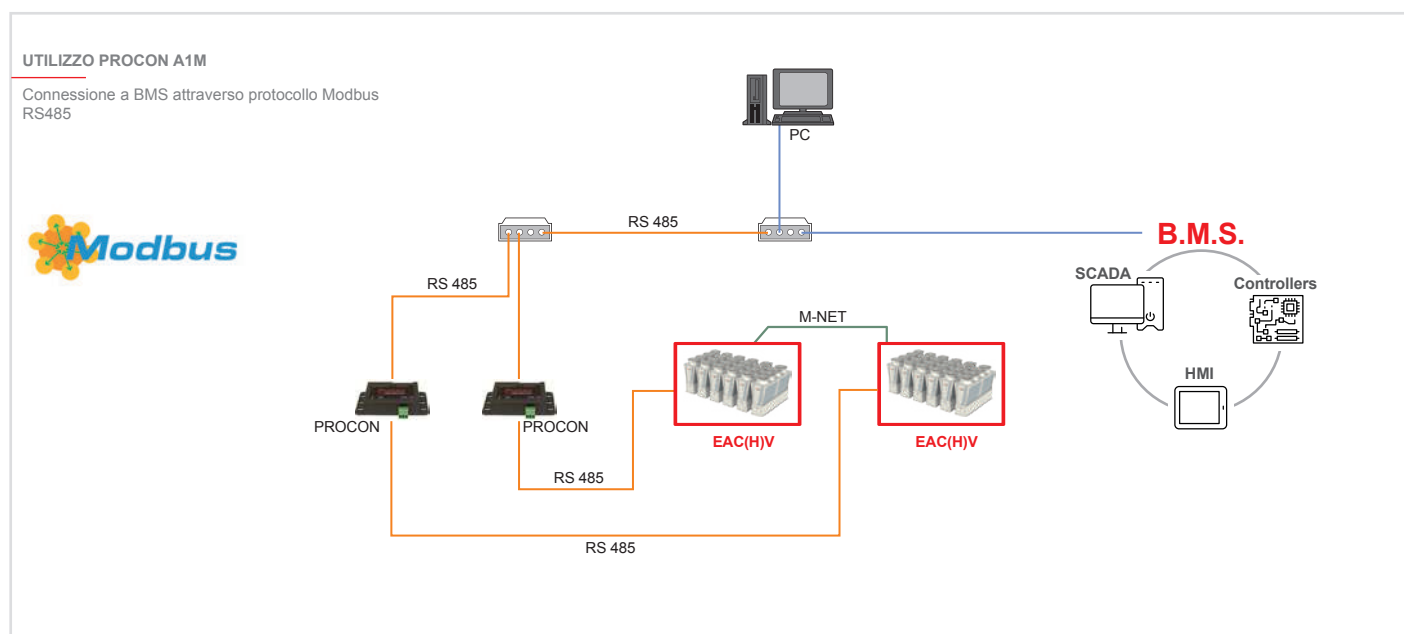 UTILIZZO PROCON A1M
Connessione a BMS attraverso protocollo Modbus
RS485
PC
Modbus
RS 485
B.M.S.
SCADA
Controllers
RS 485
M-NET
HMI
PROCON
PROCON
EAC(H)V
EAC(H)V
RS 485
RS 485